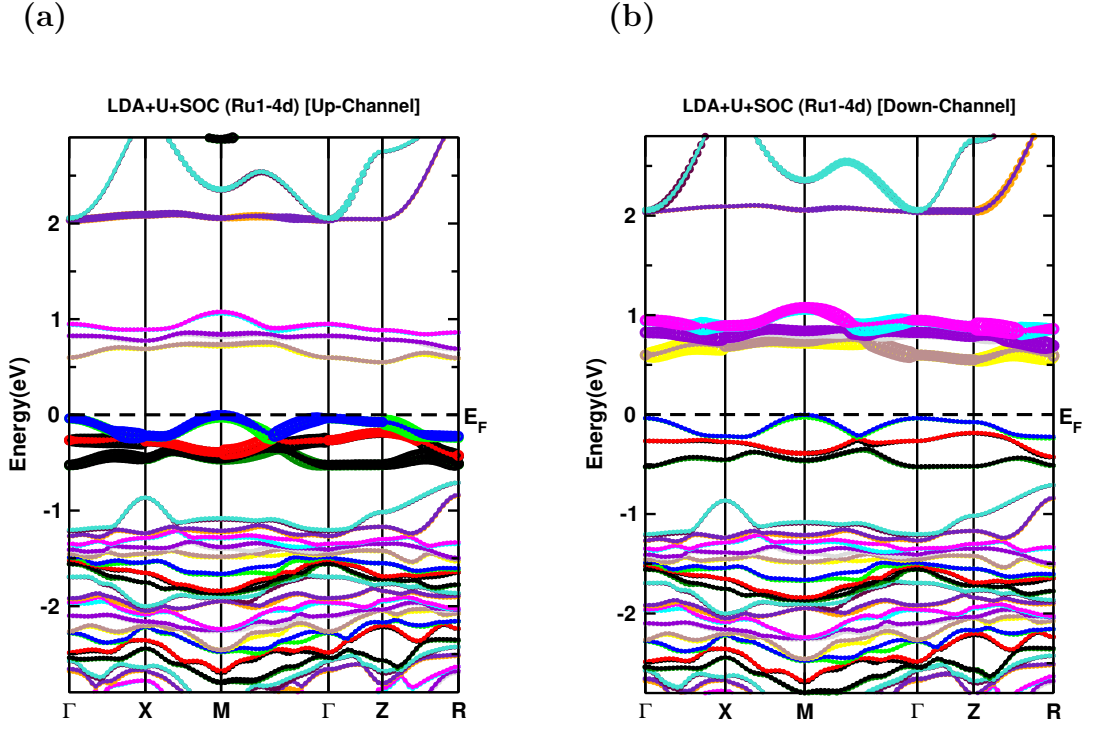 (a)
LDA+U+SOC (Ru1-4d) [Up-Channel]
Energy(eV)
2
1
0
-1
-2
E_F
Γ X M Γ Z R
(b)
LDA+U+SOC (Ru1-4d) [Down-Channel]
Energy(eV)
2
1
0
-1
-2
E_F
Γ X M Γ Z R